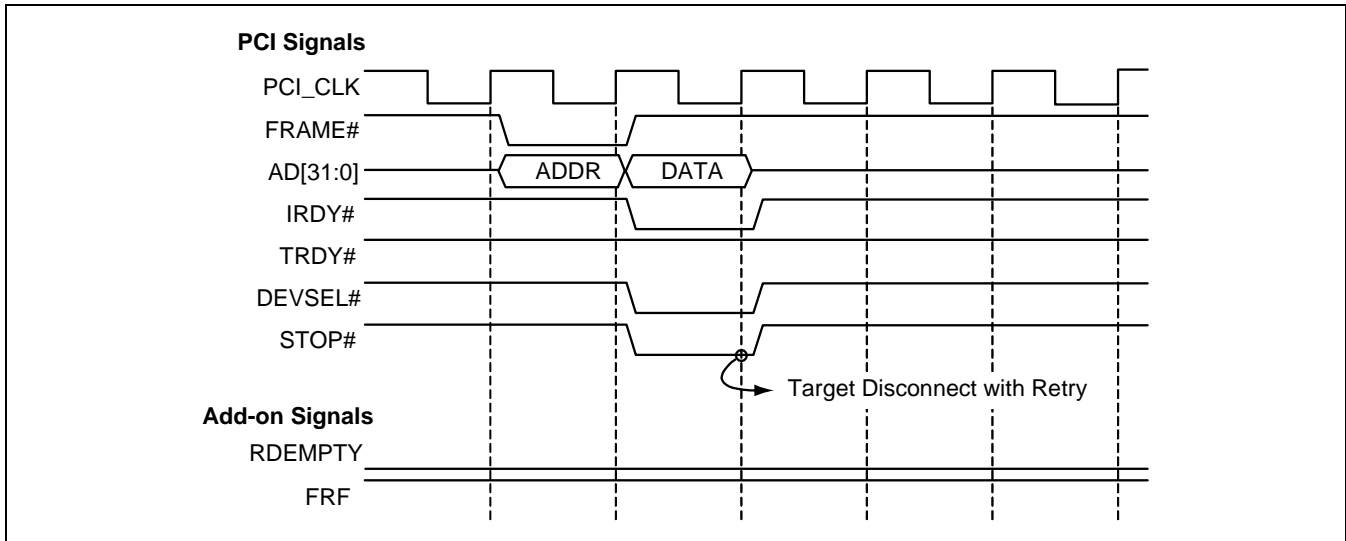 PCI Signals
PCI_CLK
FRAME#
AD[31:0] ADDR DATA
IRDY#
TRDY#
DEVSEL#
STOP#
Target Disconnect with Retry
Add-on Signals
RDEMPTY
FRF